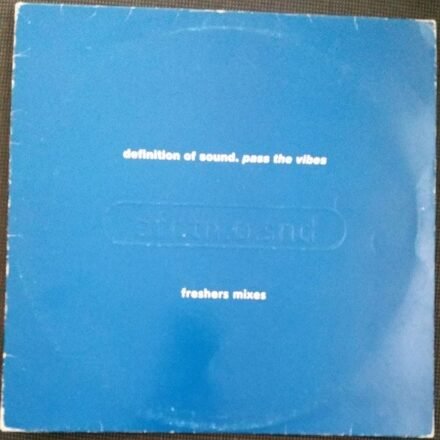 definition of sound. pass the vibes
freshers mixes